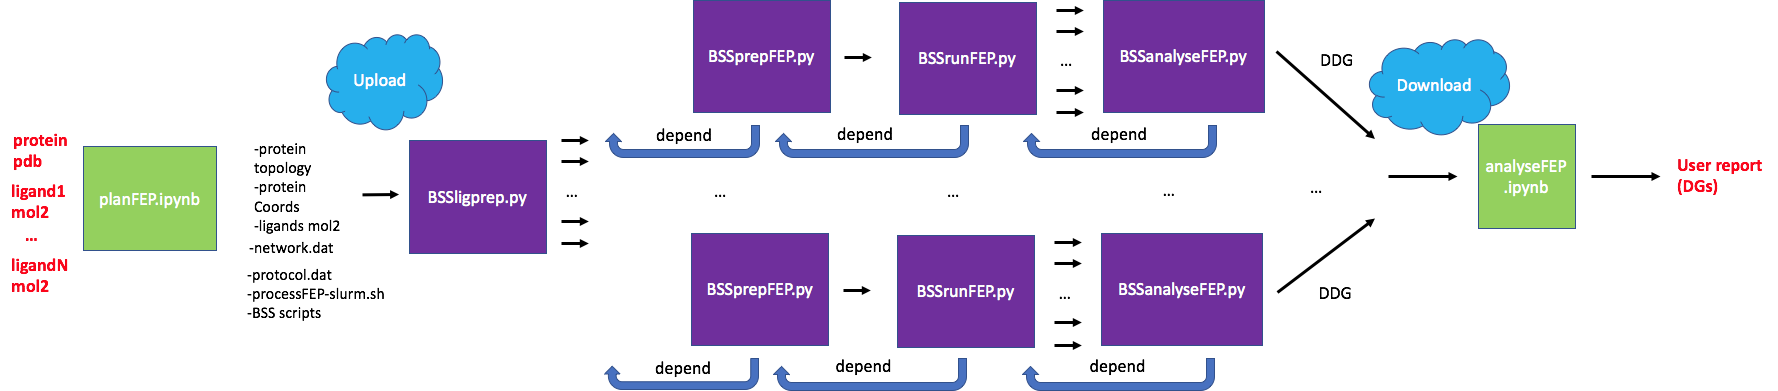 protein
pdb
ligand1
mol2
...
ligandN
mol2
planFEP.ipynb
Upload
-protein
topology
-protein
Coords
-ligands mol2
-network.dat
-protocol.dat
-processFEP-slurm.sh
-BSS scripts
BSSligprep.py
...
BSSprepFEP.py
BSSrunFEP.py
...
BSSanalyseFEP.py
DDG
depend
depend
depend
...
...
...
...
BSSprepFEP.py
BSSrunFEP.py
...
BSSanalyseFEP.py
DDG
depend
depend
depend
Download
analyseFEP
.ipynb
User report
(DGs)